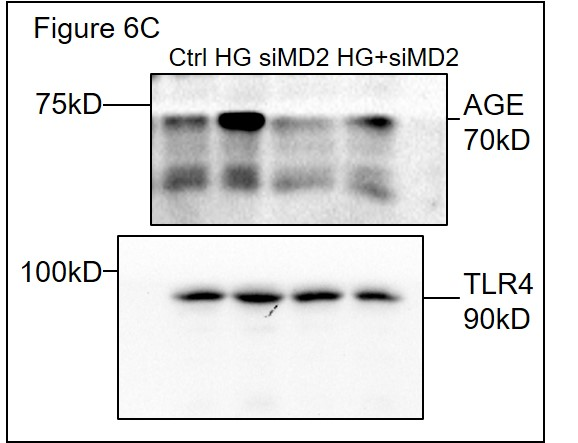 Figure 6C
Ctrl HG siMD2 HG+siMD2
75kD
AGE
70kD
100kD
TLR4
90kD